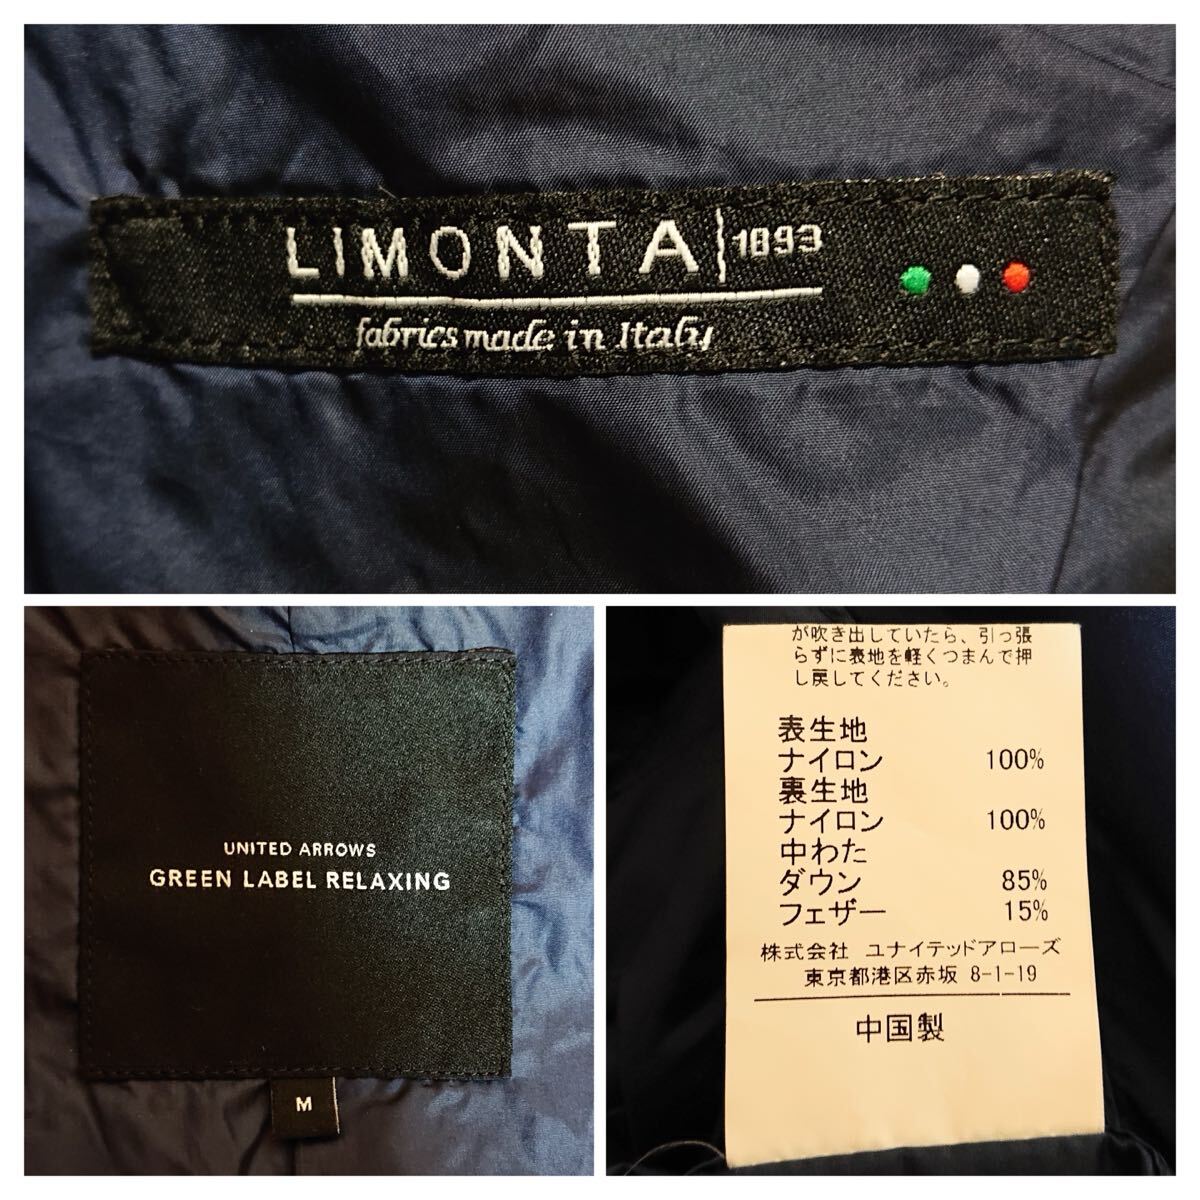 LIMONTA 1893
fabrics made in Italy
UNITED ARROWS
GREEN LABEL RELAXING
M
が吹き出していたら、引っ張
らずに表地を軽くつまんで押
し戻してください。
表生地
ナイロン 100%
裏生地
ナイロン 100%
中わた
ダウン 85%
フェザー 15%
株式会社 ユナイテッドアローズ
東京都港区赤坂 8-1-19
中国製